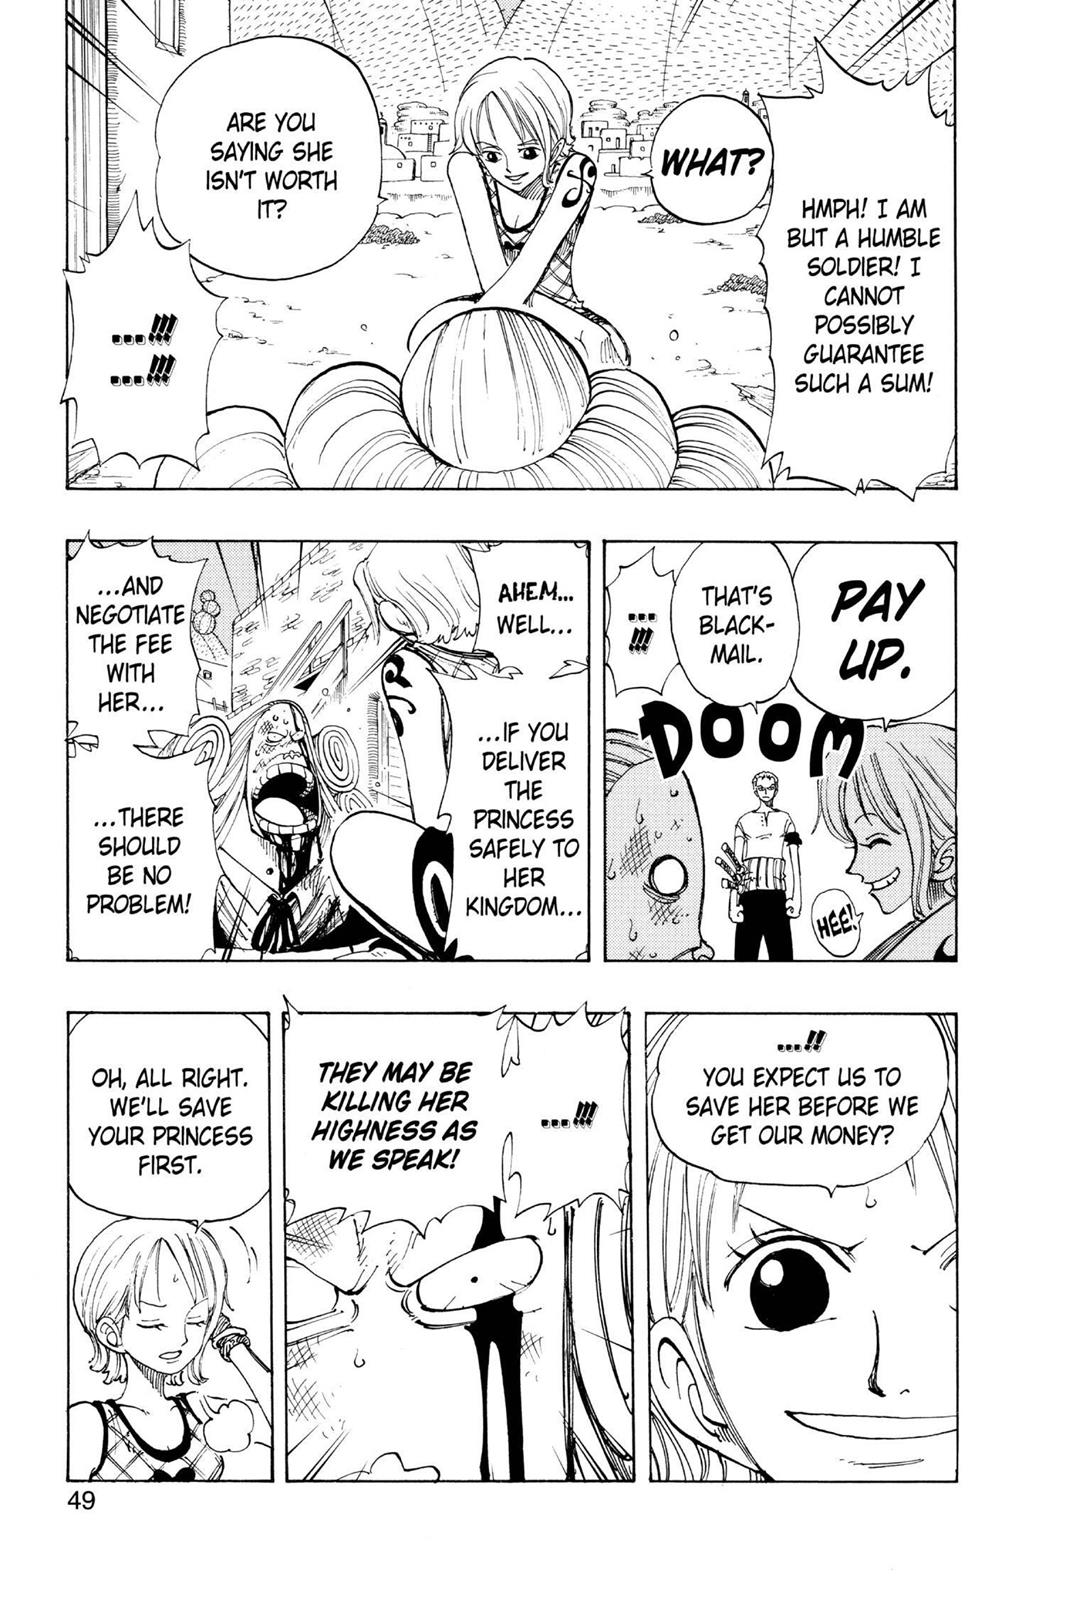 HMPH! I AM
BUT A HUMBLE
SOLDIER! I
CANNOT
POSSIBLY
GUARANTEE
SUCH A SUM!
WHAT?
ARE YOU
SAYING SHE
ISN'T WORTH
IT?
...!!!
...!!!
PAY
UP.
THAT'S
BLACK-
MAIL.
...
!!!
DOOM
HEE!
AHEM...
WELL...
...IF YOU
DELIVER
THE
PRINCESS
SAFELY TO
HER
KINGDOM...
...AND
NEGOTIATE
THE FEE
WITH
HER...
...THERE
SHOULD
BE NO
PROBLEM!
...!!
YOU EXPECT US TO
SAVE HER BEFORE WE
GET OUR MONEY?
...!!!
THEY MAY BE
KILLING HER
HIGHNESS AS
WE SPEAK!
OH, ALL RIGHT.
WE'LL SAVE
YOUR PRINCESS
FIRST.
49